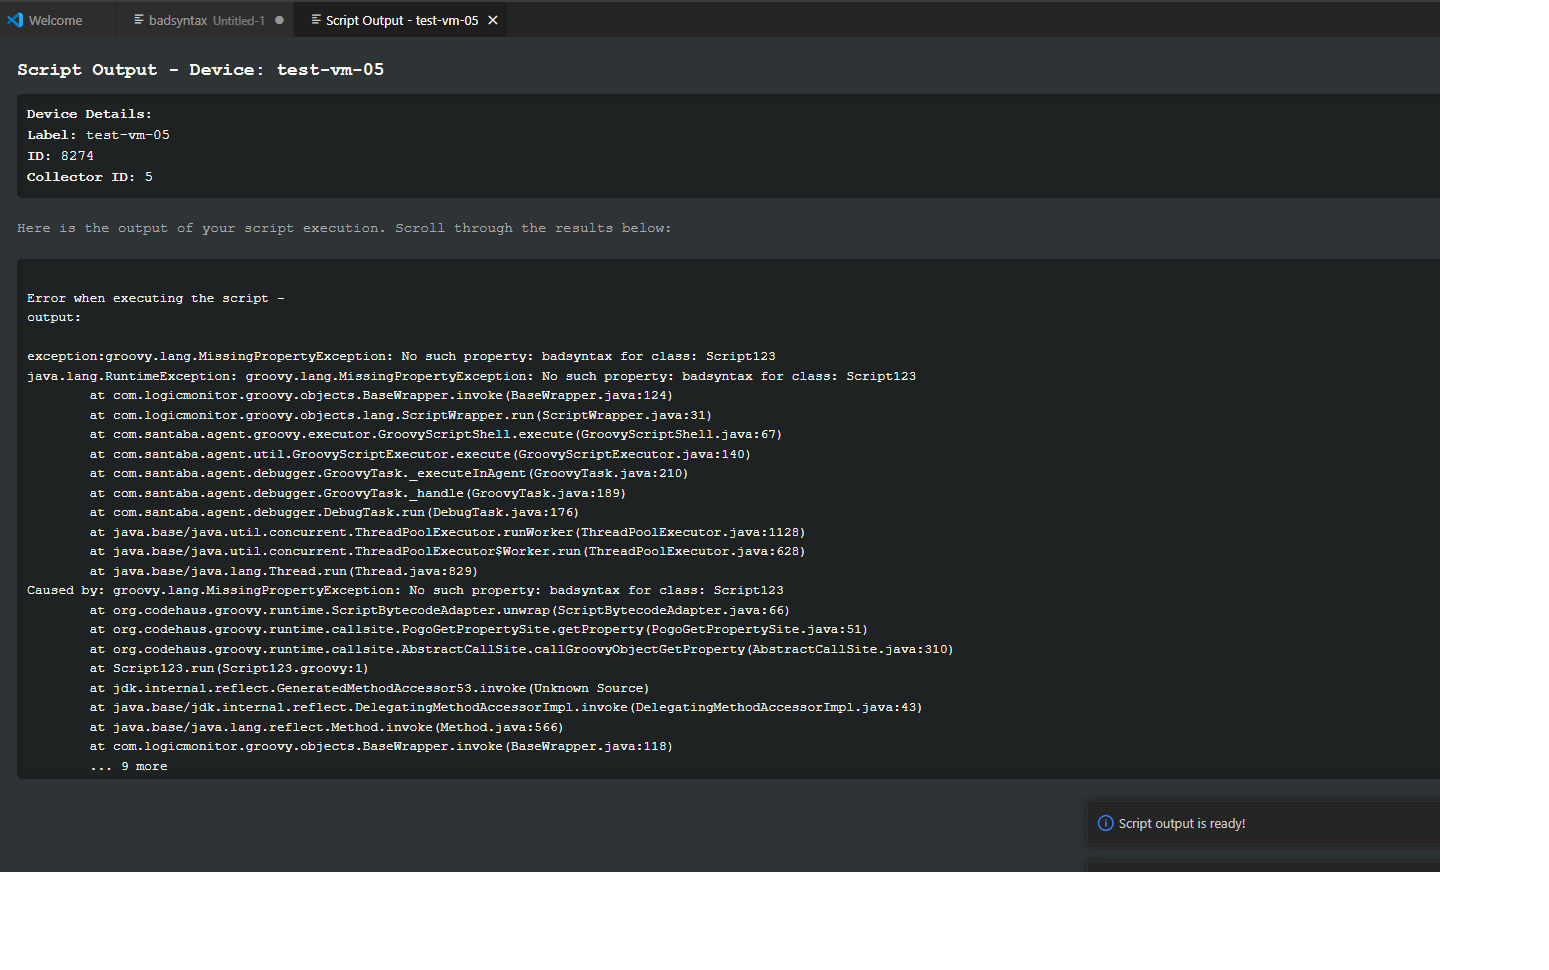 Welcome
badsyntax Untitled-1
Script Output - test-vm-05
Script Output - Device: test-vm-05
Device Details:
Label: test-vm-05
ID: 8274
Collector ID: 5
Here is the output of your script execution. Scroll through the results below:
Error when executing the script -
output:
exception:groovy.lang.MissingPropertyException: No such property: badsyntax for class: Script123
java.lang.RuntimeException: groovy.lang.MissingPropertyException: No such property: badsyntax for class: Script123
at com.logicmonitor.groovy.objects.BaseWrapper.invoke(BaseWrapper.java:124)
at com.logicmonitor.groovy.objects.lang.ScriptWrapper.run(ScriptWrapper.java:31)
at com.santaba.agent.groovy.executor.GroovyScriptShell.execute(GroovyScriptShell.java:67)
at com.santaba.agent.util.GroovyScriptExecutor.execute(GroovyScriptExecutor.java:140)
at com.santaba.agent.debugger.GroovyTask._executeInAgent(GroovyTask.java:210)
at com.santaba.agent.debugger.GroovyTask._handle(GroovyTask.java:189)
at com.santaba.agent.debugger.DebugTask.run(DebugTask.java:176)
at java.base/java.util.concurrent.ThreadPoolExecutor.runWorker(ThreadPoolExecutor.java:1128)
at java.base/java.util.concurrent.ThreadPoolExecutor$Worker.run(ThreadPoolExecutor.java:628)
at java.base/java.lang.Thread.run(Thread.java:829)
Caused by: groovy.lang.MissingPropertyException: No such property: badsyntax for class: Script123
at org.codehaus.groovy.runtime.ScriptBytecodeAdapter.unwrap(ScriptBytecodeAdapter.java:66)
at org.codehaus.groovy.runtime.callsite.PogoGetPropertySite.getProperty(PogoGetPropertySite.java:51)
at org.codehaus.groovy.runtime.callsite.AbstractCallSite.callGroovyObjectGetProperty(AbstractCallSite.java:310)
at Script123.run(Script123.groovy:1)
at jdk.internal.reflect.GeneratedMethodAccessor53.invoke(Unknown Source)
at java.base/jdk.internal.reflect.DelegatingMethodAccessorImpl.invoke(DelegatingMethodAccessorImpl.java:43)
at java.base/java.lang.reflect.Method.invoke(Method.java:566)
at com.logicmonitor.groovy.objects.BaseWrapper.invoke(BaseWrapper.java:118)
... 9 more
Script output is ready!